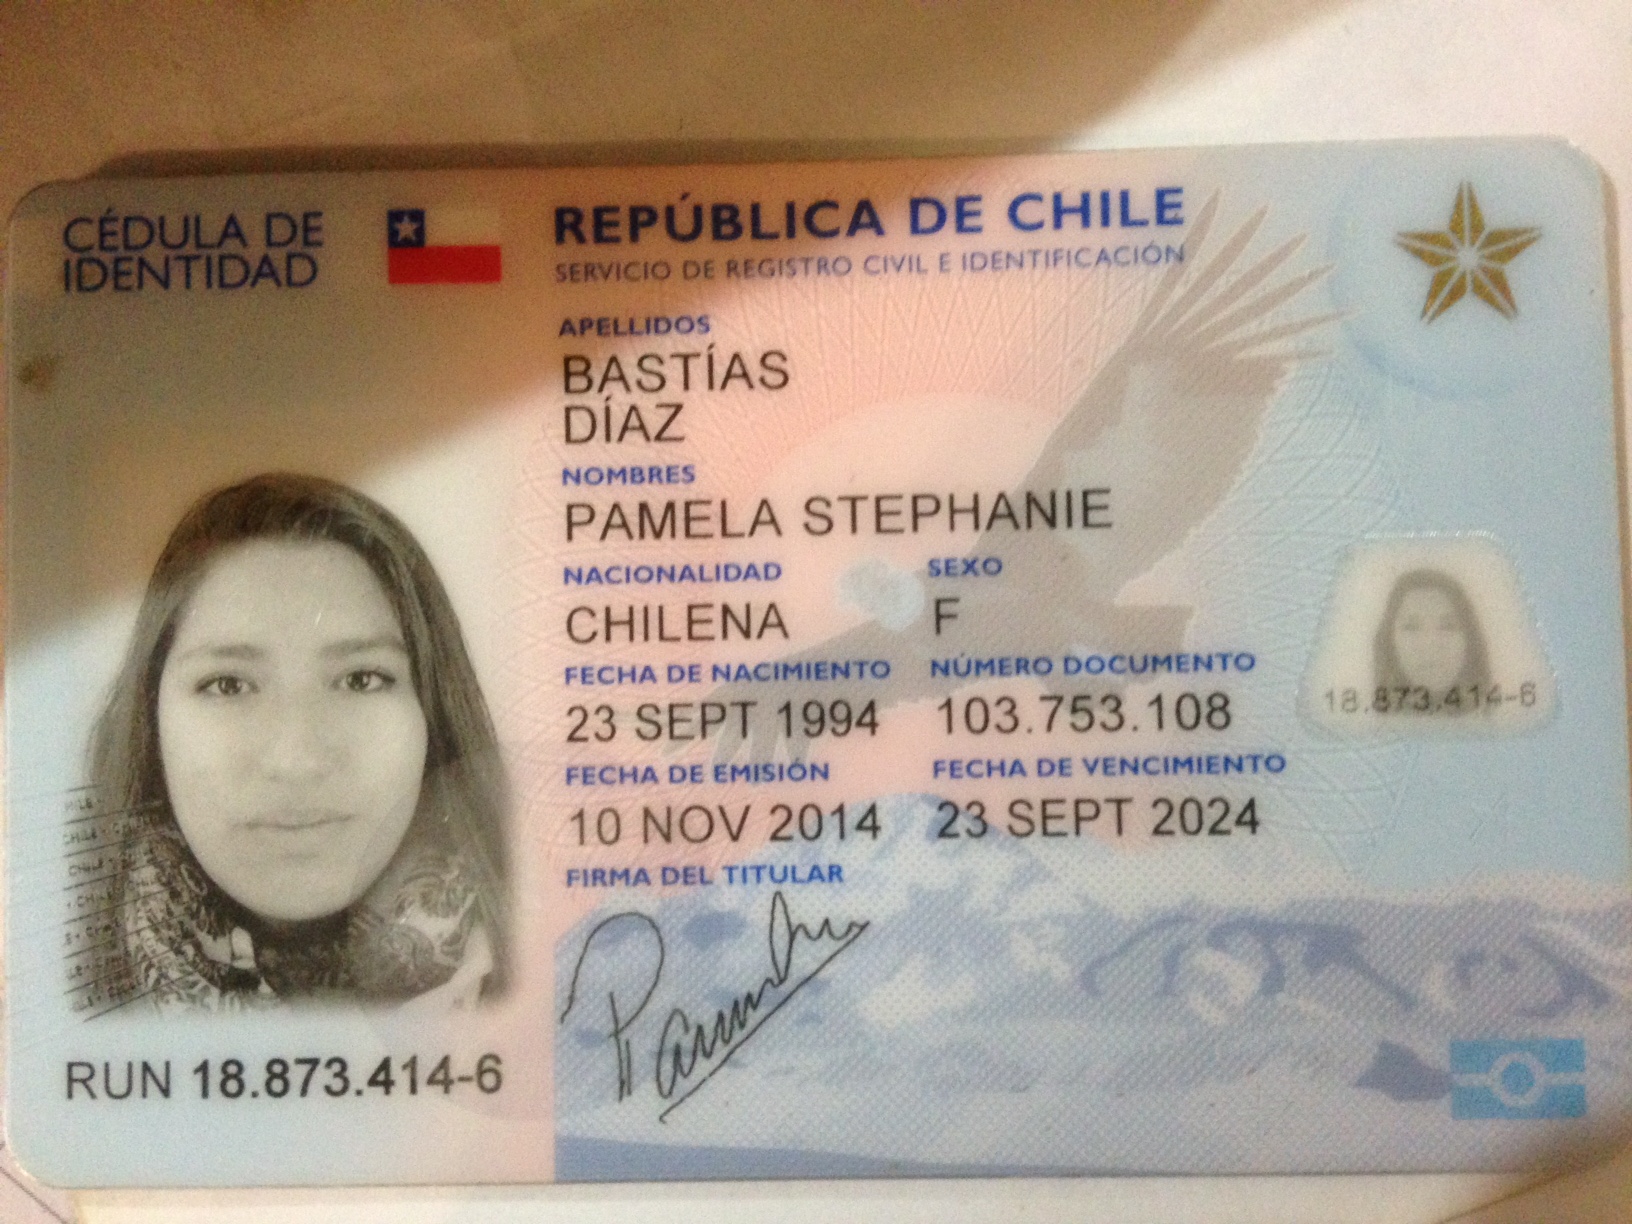 CÉDULA DE
IDENTIDAD
REPÚBLICA DE CHILE
SERVICIO DE REGISTRO CIVIL E IDENTIFICACIÓN
APELLIDOS
BASTÍAS
DÍAZ
NOMBRES
PAMELA STEPHANIE
NACIONALIDAD SEXO
CHILENA F
FECHA DE NACIMIENTO NÚMERO DOCUMENTO
23 SEPT 1994 103.753.108
FECHA DE EMISIÓN FECHA DE VENCIMIENTO
10 NOV 2014 23 SEPT 2024
FIRMA DEL TITULAR
RUN 18.873.414-6
18.873.414-6